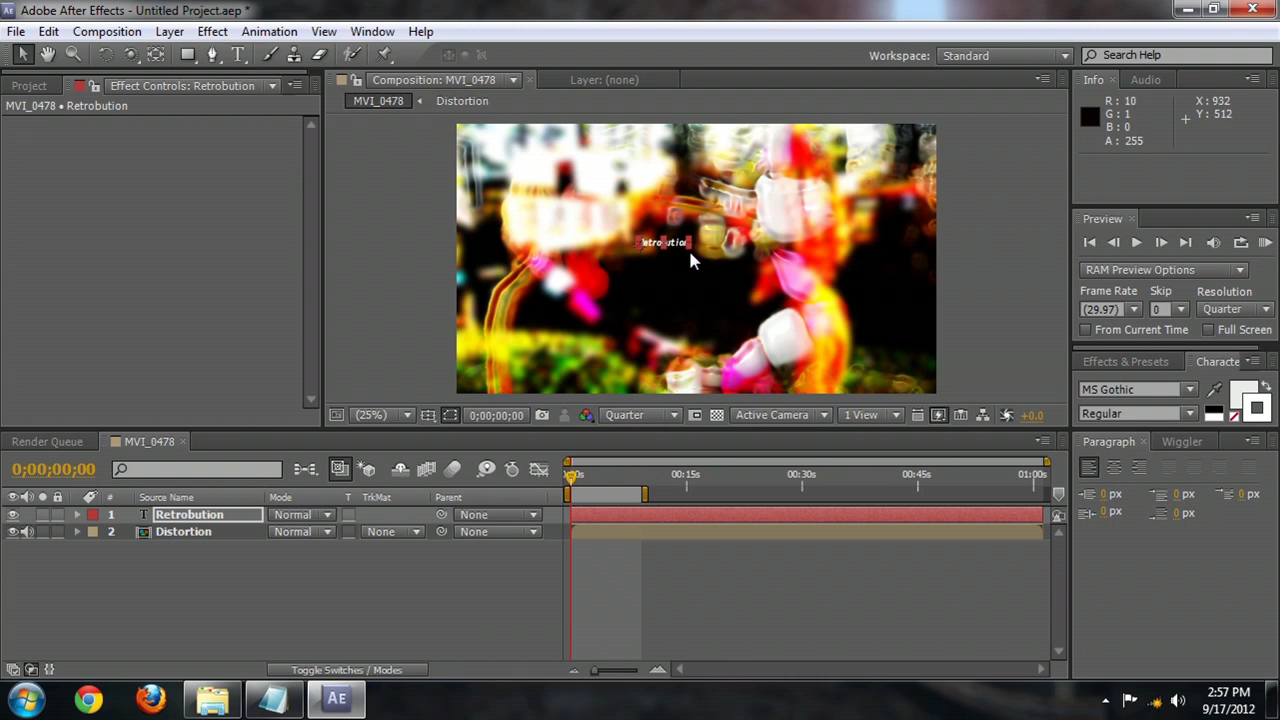 Adobe After Effects - Untitled Project.aep *
File Edit Composition Layer Effect Animation View Window Help
Workspace: Standard Search Help
Project Effect Controls: Retrobution Composition: MVI_0478 Layer: (none) Info Audio
MVI_0478 • Retrobution MVI_0478 Distortion
R: 10 X: 932
G: 1 Y: 512
B: 0
A: 255
Retrobution
Preview
RAM Preview Options
Frame Rate Skip Resolution
(29.97) 0 Quarter
From Current Time Full Screen
Effects & Presets Characte
MS Gothic
Regular
(25%) 0;00;00;00 Quarter Active Camera 1 View +0.0
Render Queue MVI_0478 Paragraph Wiggler
0;00;00;00 :00s 00:15s 00:30s 00:45s 01:00s
# Source Name Mode T TrkMat Parent
1 T Retrobution Normal None
2 Distortion Normal None None
0 px 0 px 0 px
0 px 0 px
Toggle Switches / Modes
AE
2:57 PM
9/17/2012